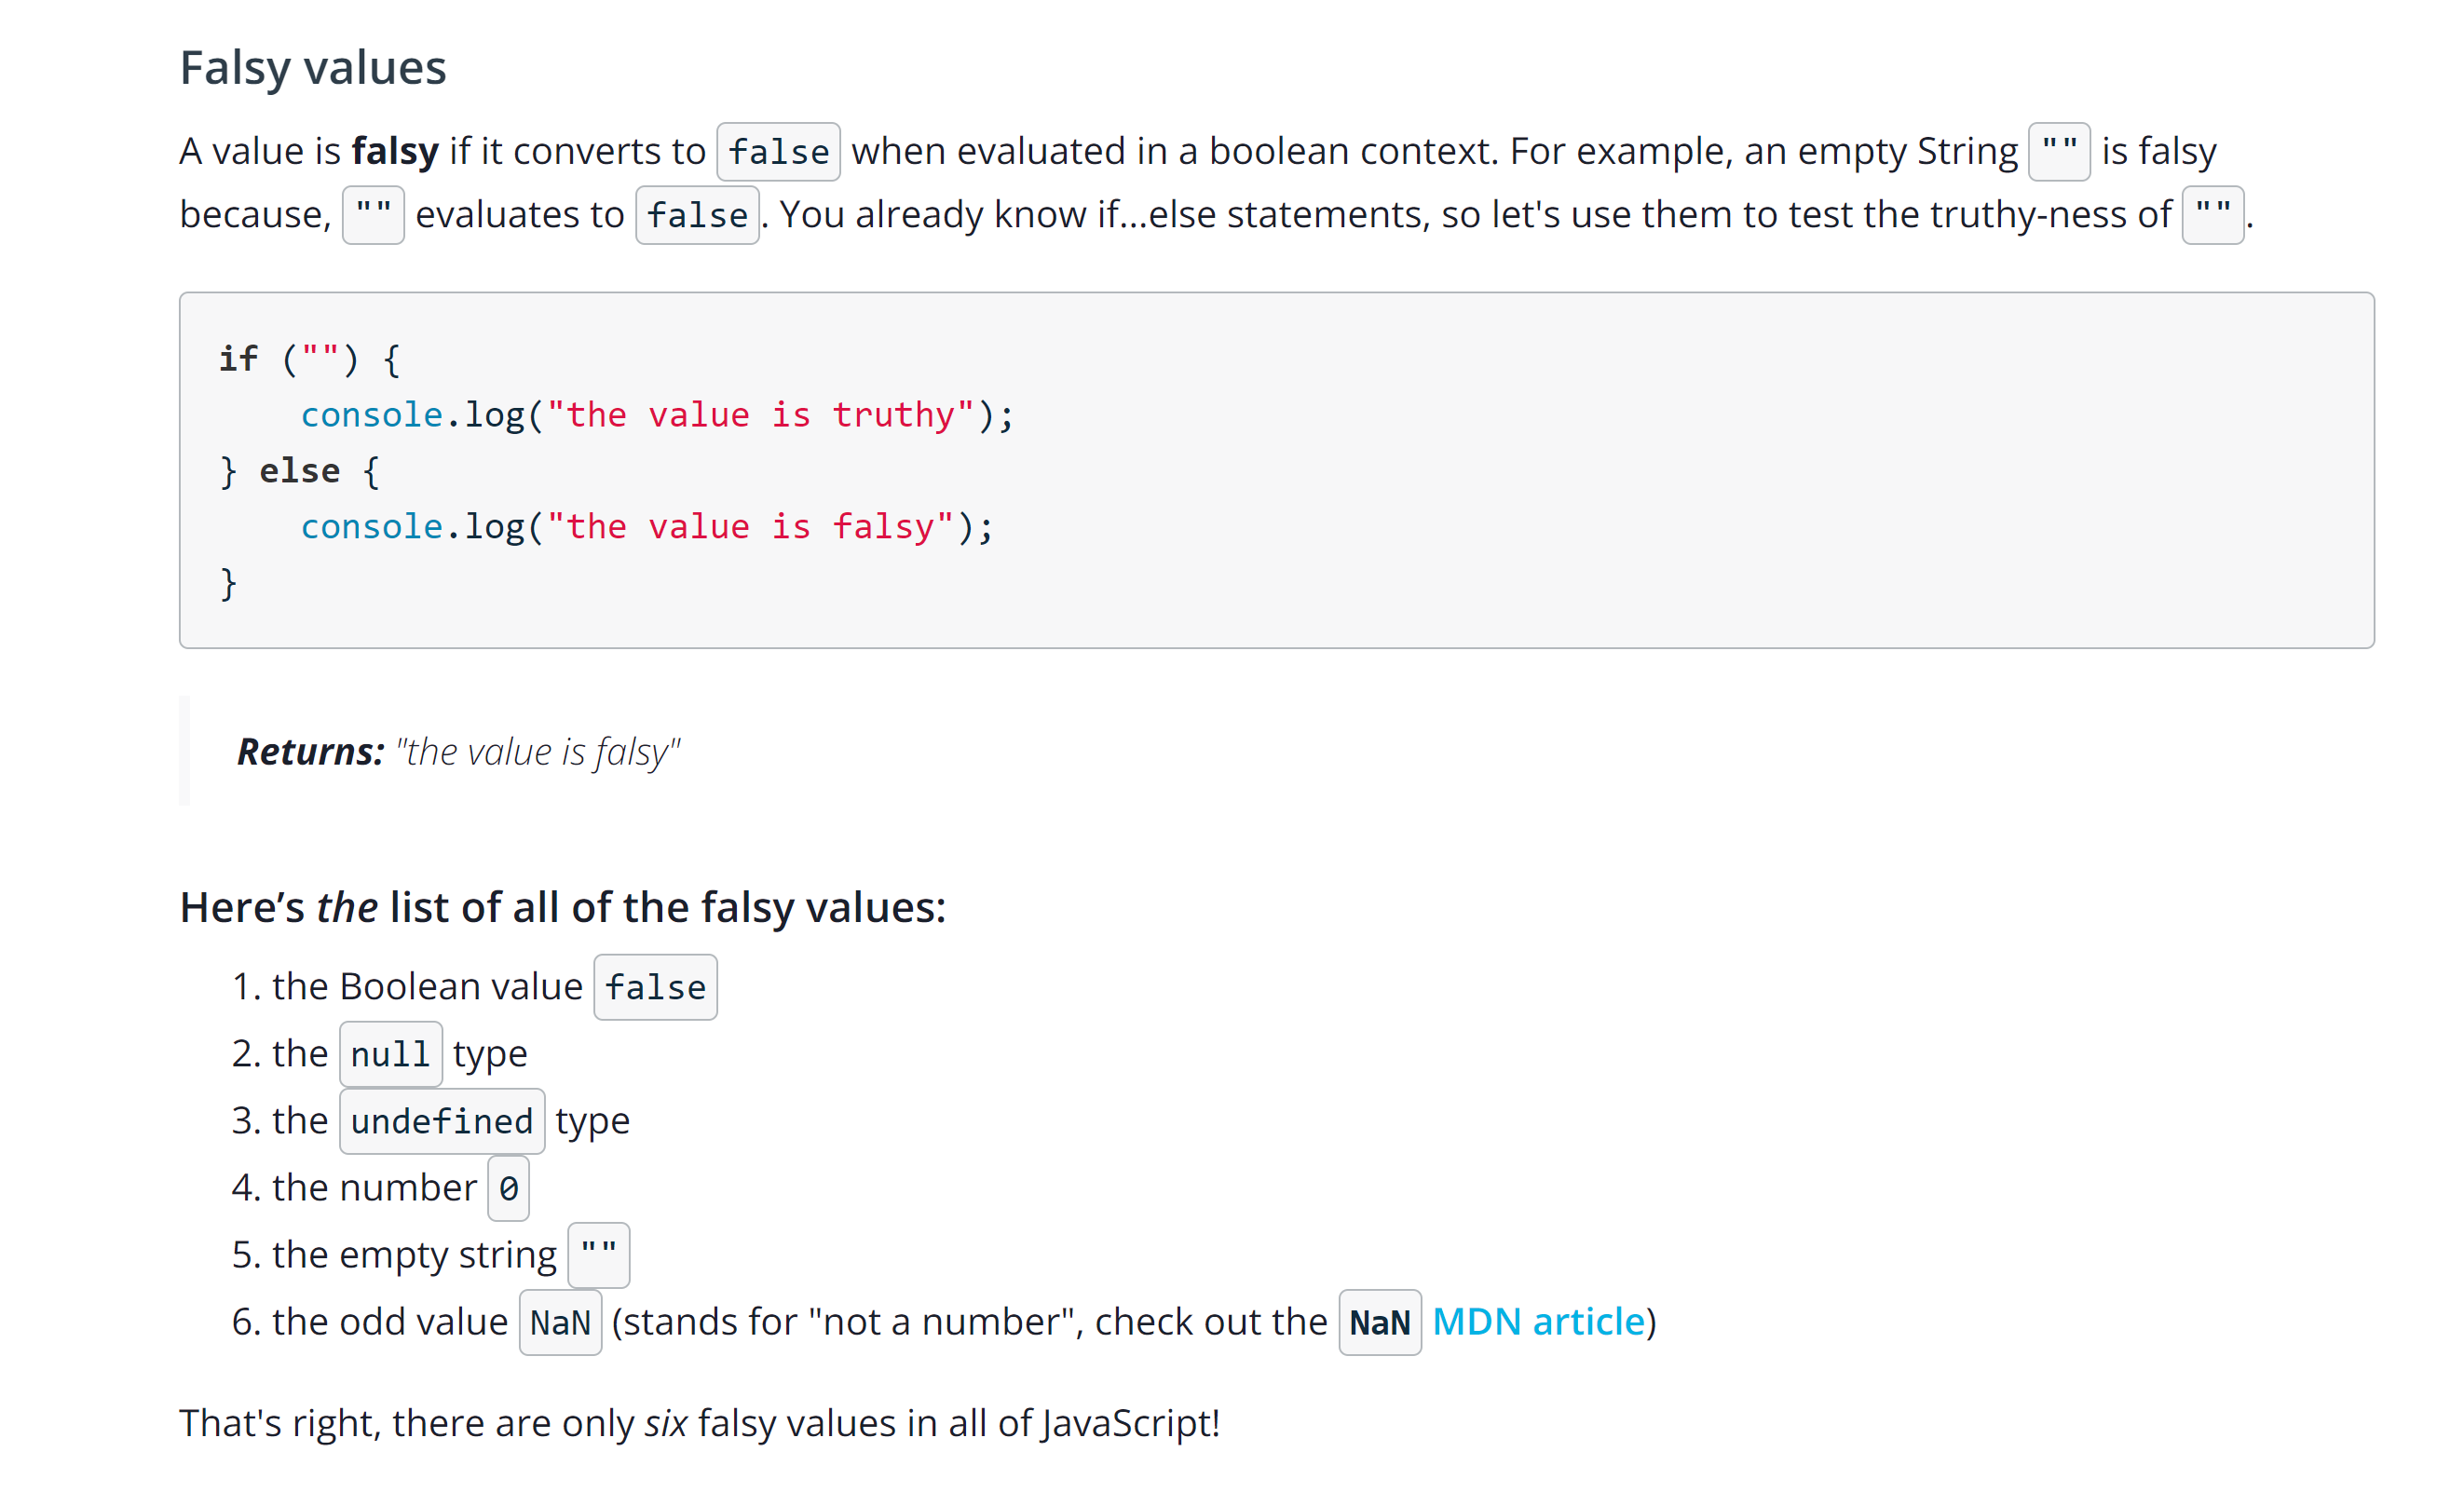 Falsy values
A value is falsy if it converts to false when evaluated in a boolean context. For example, an empty String "" is falsy
because, "" evaluates to false. You already know if...else statements, so let's use them to test the truthy-ness of "".
if ("") {
    console.log("the value is truthy");
} else {
    console.log("the value is falsy");
}
Returns: "the value is falsy"
Here’s the list of all of the falsy values:
1. the Boolean value false
2. the null type
3. the undefined type
4. the number 0
5. the empty string ""
6. the odd value NaN (stands for "not a number", check out the NaN MDN article)
That's right, there are only six falsy values in all of JavaScript!